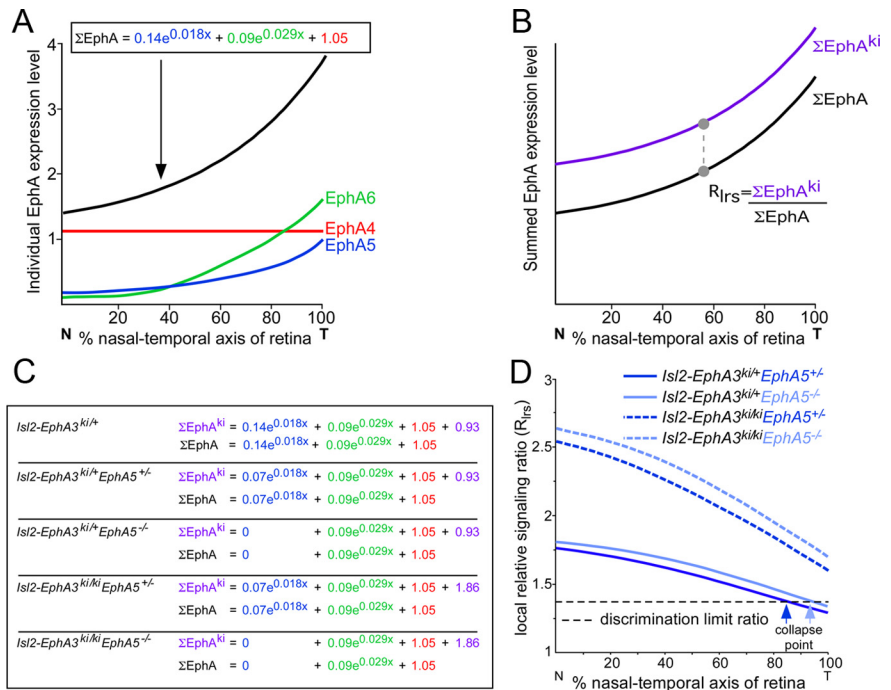 A
ΣEphA = 0.14e^0.018x + 0.09e^0.029x + 1.05
Individual EphA expression level
4
3
2
1
EphA6
EphA4
EphA5
20 40 60 80 100
N % nasal-temporal axis of retina T
B
Summed EphA expression level
ΣEphA^ki
ΣEphA
R_lrs = ΣEphA^ki
ΣEphA
20 40 60 80 100
N % nasal-temporal axis of retina T
C
Isl2-EphA3^ki/+ ΣEphA^ki = 0.14e^0.018x + 0.09e^0.029x + 1.05 + 0.93
ΣEphA = 0.14e^0.018x + 0.09e^0.029x + 1.05
Isl2-EphA3^ki/+EphA5^+/- ΣEphA^ki = 0.07e^0.018x + 0.09e^0.029x + 1.05 + 0.93
ΣEphA = 0.07e^0.018x + 0.09e^0.029x + 1.05
Isl2-EphA3^ki/+EphA5^-/- ΣEphA^ki = 0 + 0.09e^0.029x + 1.05 + 0.93
ΣEphA = 0 + 0.09e^0.029x + 1.05
Isl2-EphA3^ki/ki EphA5^+/- ΣEphA^ki = 0.07e^0.018x + 0.09e^0.029x + 1.05 + 1.86
ΣEphA = 0.07e^0.018x + 0.09e^0.029x + 1.05
Isl2-EphA3^ki/ki EphA5^-/- ΣEphA^ki = 0 + 0.09e^0.029x + 1.05 + 1.86
ΣEphA = 0 + 0.09e^0.029x + 1.05
D
Isl2-EphA3^ki/+EphA5^+/-
Isl2-EphA3^ki/+EphA5^-/-
Isl2-EphA3^ki/ki EphA5^+/-
Isl2-EphA3^ki/ki EphA5^-/-
local relative signaling ratio (R_lrs)
3
2.5
2
1.5
1
discrimination limit ratio
collapse
point
N 20 40 60 80 T 100
% nasal-temporal axis of retina